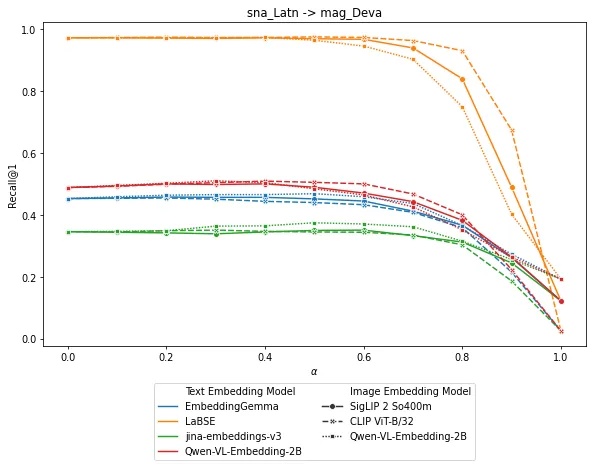 sna_Latn -> mag_Deva
Recall@1
1.0
0.8
0.6
0.4
0.2
0.0
0.0 0.2 0.4 0.6 0.8 1.0
α
Text Embedding Model
EmbeddingGemma
LaBSE
jina-embeddings-v3
Qwen-VL-Embedding-2B
Image Embedding Model
SigLIP 2 So400m
CLIP ViT-B/32
Qwen-VL-Embedding-2B